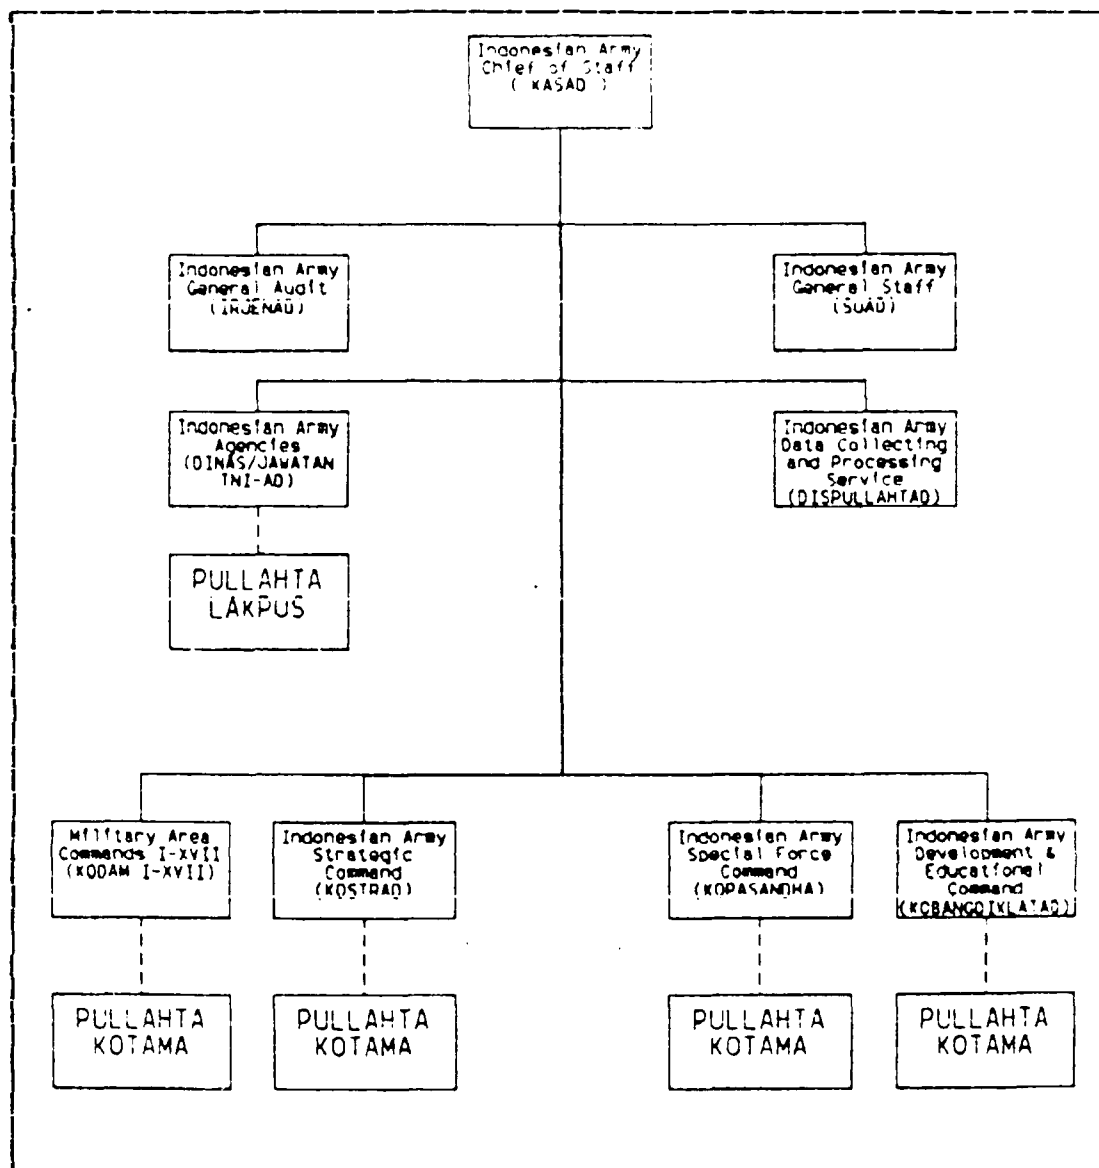 Indonesian Army
Chief of Staff
( KASAD )
Indonesian Army
General Audit
(IRJENAD)
Indonesian Army
General Staff
(SUAD)
Indonesian Army
Agencies
(DINAS/JAWATAN
TNI-AD)
Indonesian Army
Data Collecting
and Processing
Service
(DISPULLAHTAD)
PULLAHTA
LAKPUS
Military Area
Commands I-XVII
(KODAM I-XVII)
Indonesian Army
Strategic
Command
(KOSTRAD)
Indonesian Army
Special Force
Command
(KOPASANDHA)
Indonesian Army
Development &
Educational
Command
(KOBANGDIKLATAD)
PULLAHTA
KOTAMA
PULLAHTA
KOTAMA
PULLAHTA
KOTAMA
PULLAHTA
KOTAMA